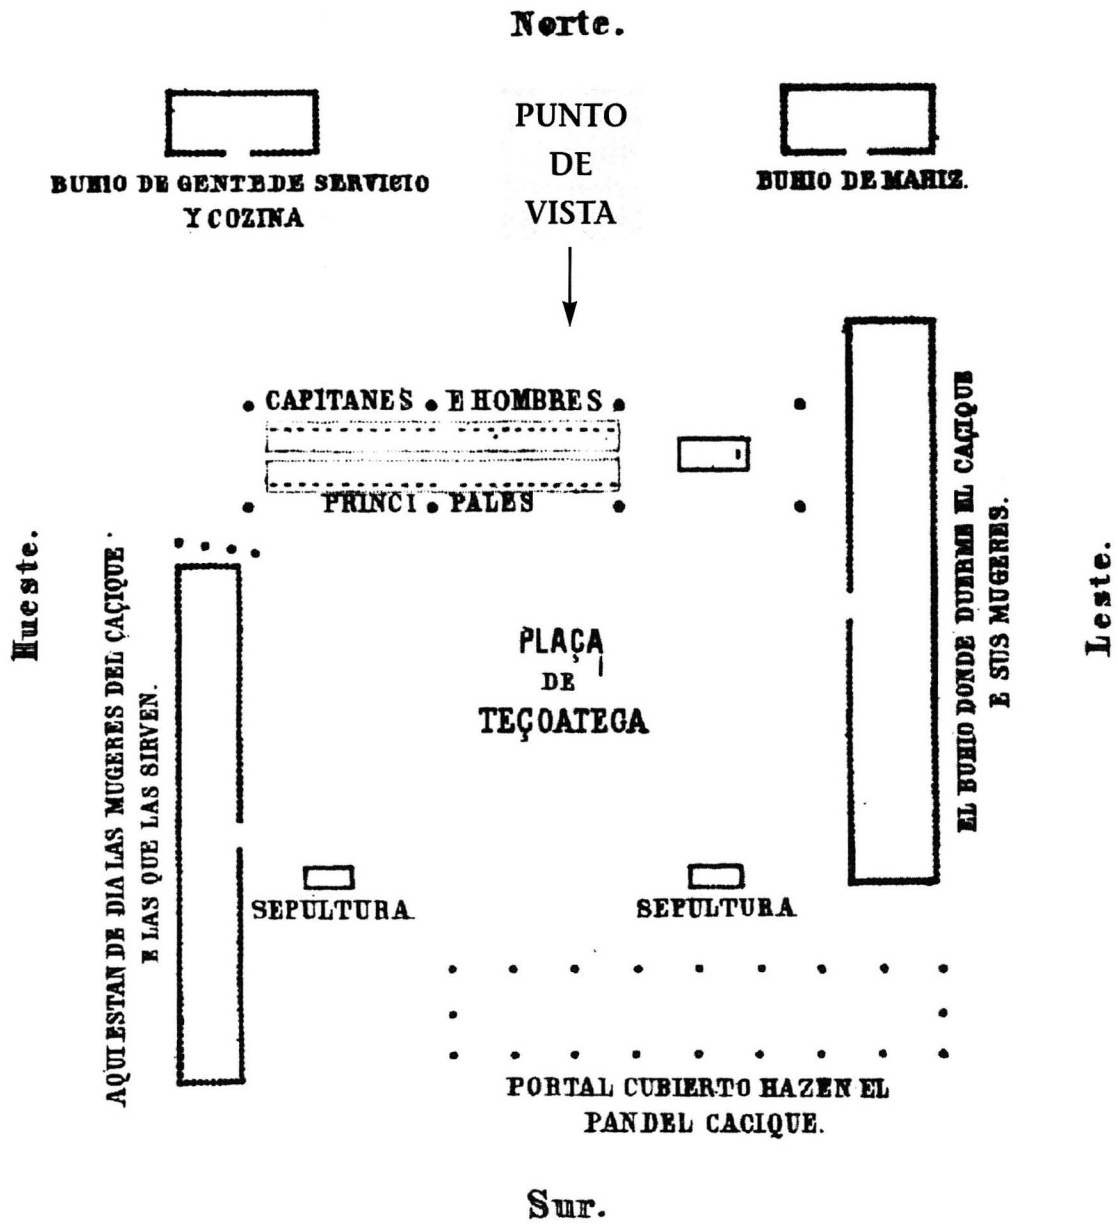 Norte.
PUNTO
DE
VISTA
BUHIO DE GENTE DE SERVICIO
Y COZINA
BUHIO DE MAHIZ.
CAPITANES E HOMBRES
PRINCIPALES
Hueste.
Leste.
AQUI ESTAN DE DIA LAS MUGERES DEL CAÇIQUE
E LAS QUE LAS SIRVEN.
EL BUHIO DONDE DUERME EL CAÇIQUE
E SUS MUGERES.
PLAÇA
DE
TEÇOATEGA
SEPULTURA
SEPULTURA
PORTAL CUBIERTO HAZEN EL
PAN DEL CACIQUE.
Sur.